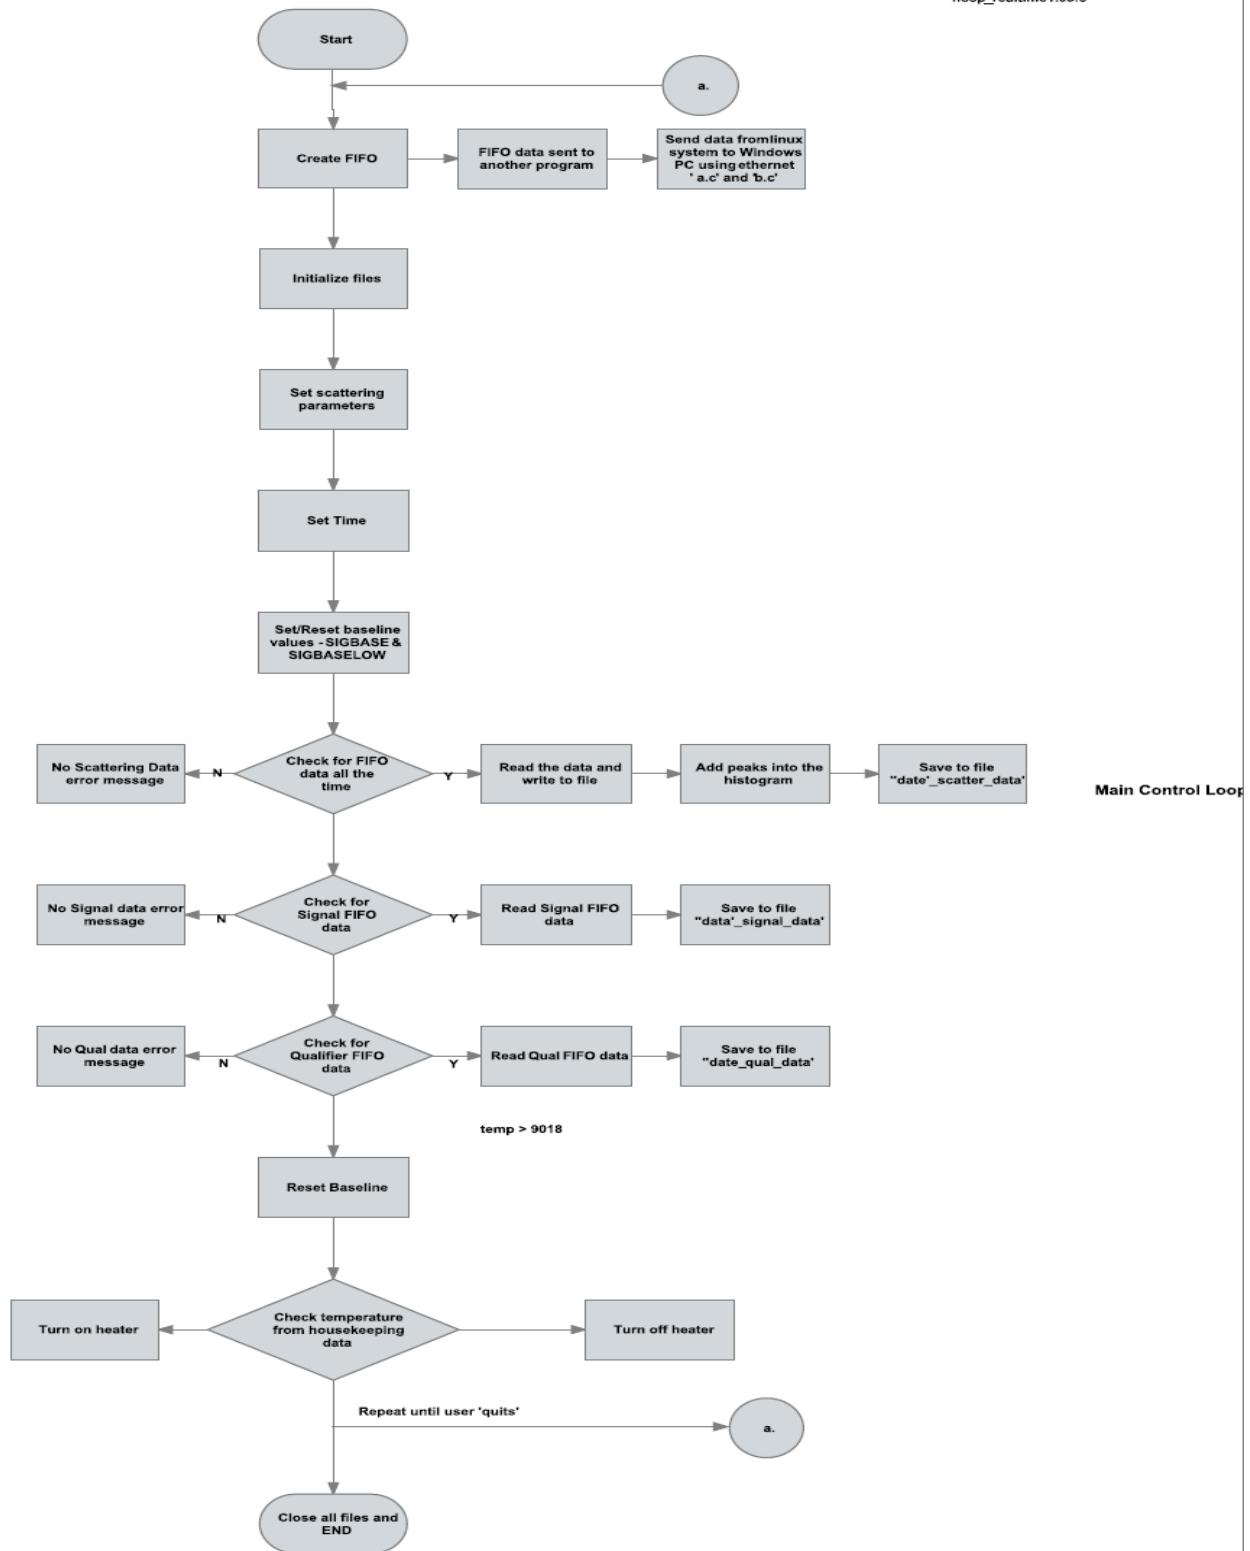 Start
a.
Create FIFO
FIFO data sent to
another program
Send data fromlinux
system to Windows
PC using ethernet
' a.c' and 'b.c'
Initialize files
Set scattering
parameters
Set Time
Set/Reset baseline
values - SIGBASE &
SIGBASELOW
No Scattering Data
error message
N
Check for FIFO
data all the
time
Y
Read the data and
write to file
Add peaks into the
histogram
Save to file
"date'_scatter_data'
Main Control Loop
No Signal data error
message
N
Check for
Signal FIFO
data
Y
Read Signal FIFO
data
Save to file
"data'_signal_data'
No Qual data error
message
N
Check for
Qualifier FIFO
data
Y
Read Qual FIFO data
Save to file
"date_qual_data'
temp > 9018
Reset Baseline
Turn on heater
Check temperature
from housekeeping
data
Turn off heater
Repeat until user 'quits'
a.
Close all files and
END